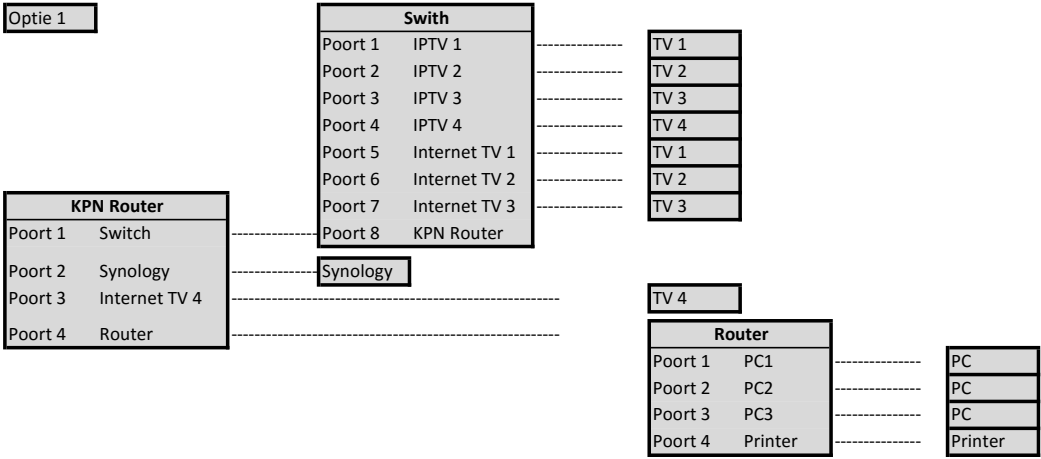 Optie 1
Swith
Poort 1 IPTV 1 TV 1
Poort 2 IPTV 2 TV 2
Poort 3 IPTV 3 TV 3
Poort 4 IPTV 4 TV 4
Poort 5 Internet TV 1 TV 1
Poort 6 Internet TV 2 TV 2
Poort 7 Internet TV 3 TV 3
Poort 8 KPN Router
KPN Router
Poort 1 Switch
Poort 2 Synology Synology
Poort 3 Internet TV 4 TV 4
Poort 4 Router
Router
Poort 1 PC1 PC
Poort 2 PC2 PC
Poort 3 PC3 PC
Poort 4 Printer Printer